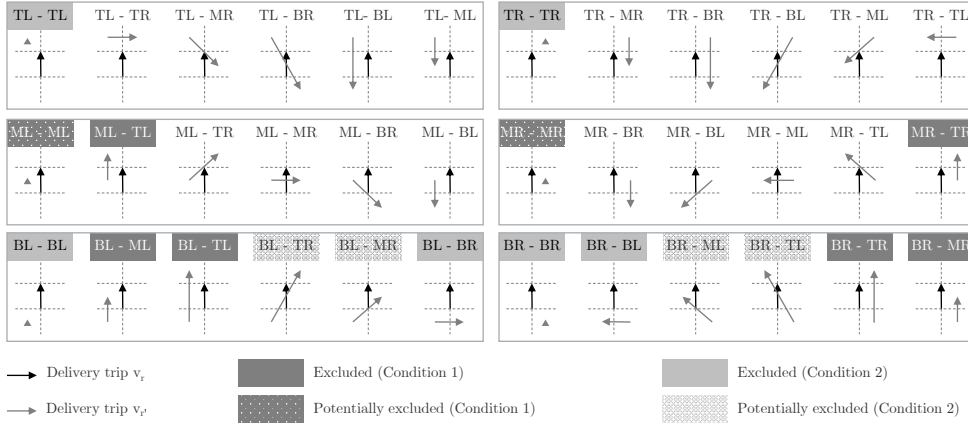 TL - TL TL - TR TL - MR TL - BR TL- BL TL- ML
TR - TR TR - MR TR - BR TR - BL TR - ML TR - TL
ML - ML ML - TL ML - TR ML - MR ML - BR ML - BL
MR - MR MR - BR MR - BL MR - ML MR - TL MR - TR
BL - BL BL - ML BL - TL BL - TR BL - MR BL - BR
BR - BR BR - BL BR - ML BR - TL BR - TR BR - MR
Delivery trip vr
Excluded (Condition 1)
Excluded (Condition 2)
Delivery trip vr'
Potentially excluded (Condition 1)
Potentially excluded (Condition 2)